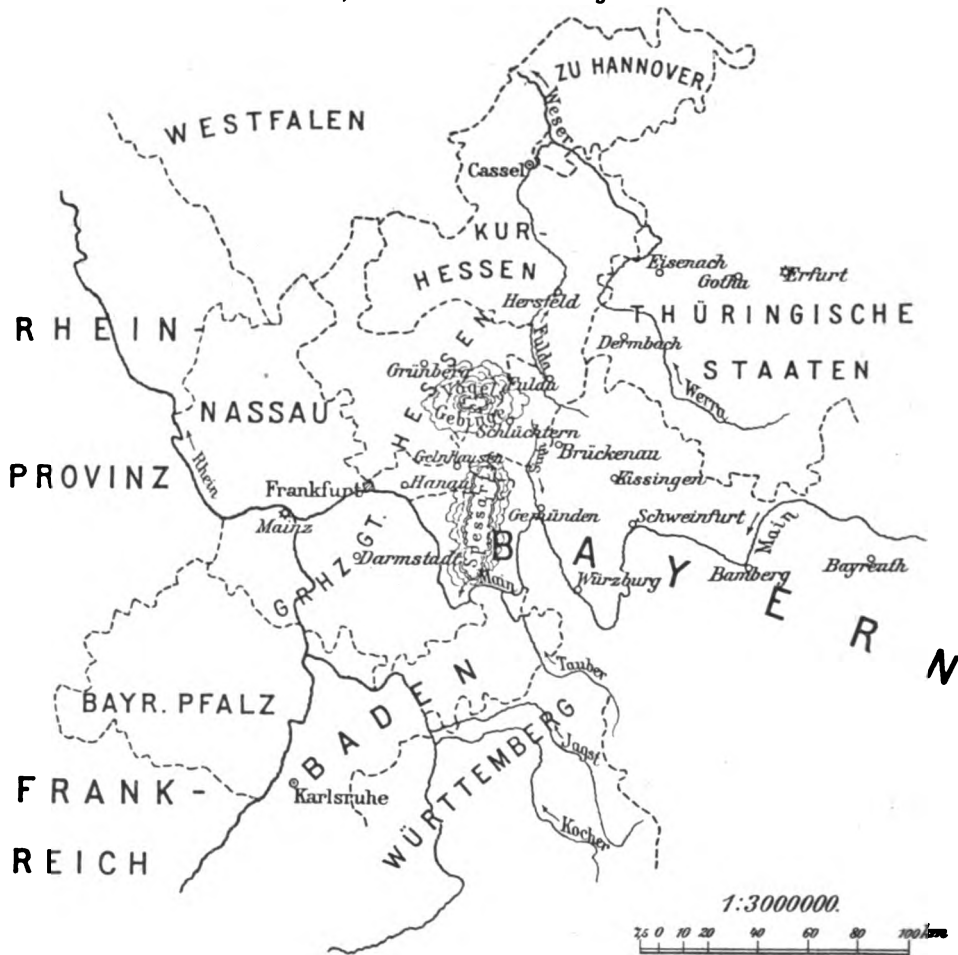 ZU HANNOVER
WESTFALEN
Weser
Cassel
KUR-
HESSEN
Eisenach
Gotha
Erfurt
Hersfeld
RHEIN-
THÜRINGISCHE
STAATEN
HESSEN
Fulda
Dermbach
Grünberg
Vogels
Gebirge
Fulda
Werra
NASSAU
Schlüchtern
Sinn
Brückenau
Gelnhausen
Kissingen
PROVINZ
Rhein
Frankfurt
Hanau
Mainz
Spessart
Gemünden
Schweinfurt
Main
GRHZGT.
Darmstadt
BAYERN
Main
Würzburg
Bamberg
Bayreuth
Tauber
BAYR. PFALZ
BADEN
WÜRTTEMBERG
Jagst
FRANK-
REICH
Karlsruhe
Kocher
1:3000000.
7,5 0 10 20 40 60 80 100 km